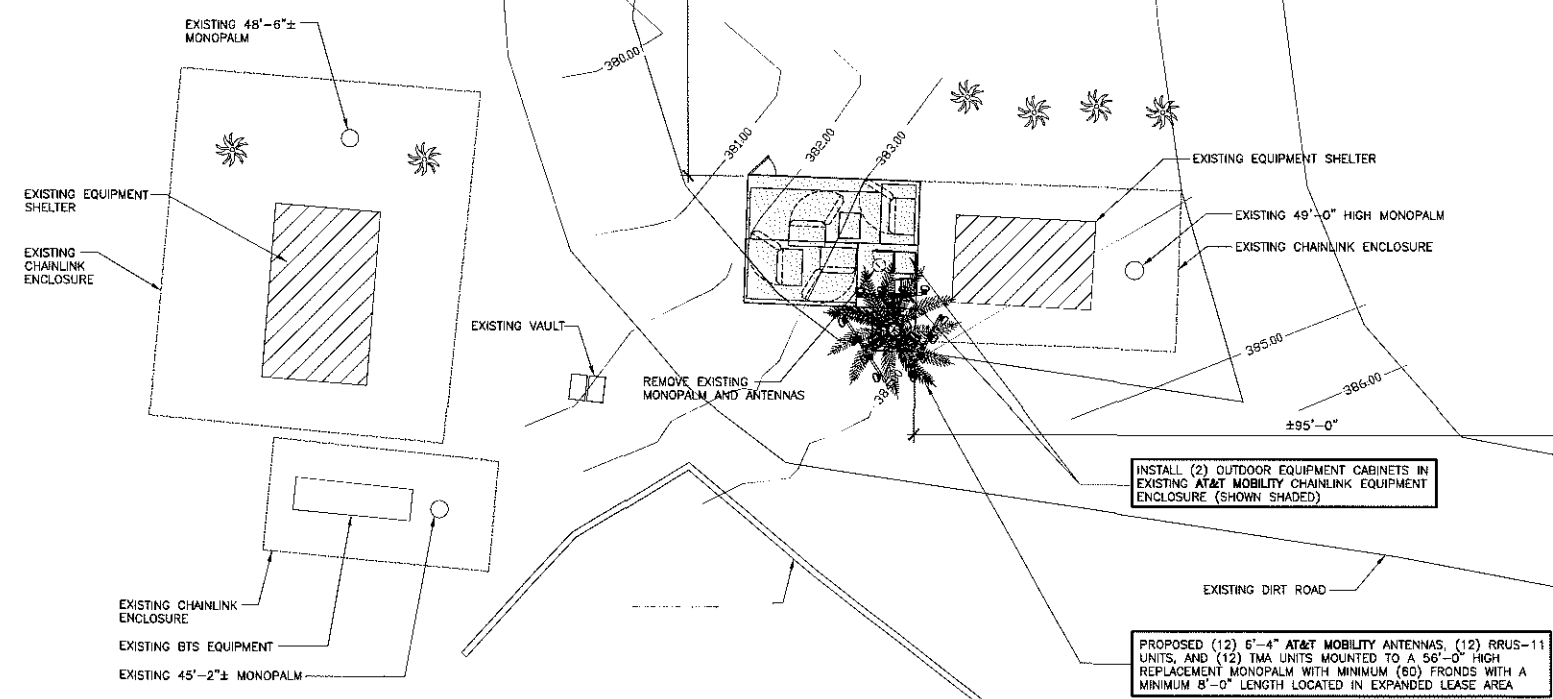 EXISTING 48'-6"±
MONOPALM
380.00
381.00
382.00
383.00
EXISTING EQUIPMENT SHELTER
EXISTING EQUIPMENT
SHELTER
EXISTING 49'-0" HIGH MONOPALM
EXISTING CHAINLINK ENCLOSURE
EXISTING
CHAINLINK
ENCLOSURE
EXISTING VAULT
385.00
REMOVE EXISTING
MONOPALM AND ANTENNAS
386.00
±95'-0"
INSTALL (2) OUTDOOR EQUIPMENT CABINETS IN
EXISTING AT&T MOBILITY CHAINLINK EQUIPMENT
ENCLOSURE (SHOWN SHADED)
EXISTING DIRT ROAD
EXISTING CHAINLINK
ENCLOSURE
EXISTING BTS EQUIPMENT
EXISTING 45'-2"± MONOPALM
PROPOSED (12) 6'-4" AT&T MOBILITY ANTENNAS, (12) RRUS-11
UNITS, AND (12) TMA UNITS MOUNTED TO A 56'-0" HIGH
REPLACEMENT MONOPALM WITH MINIMUM (60) FRONDS WITH A
MINIMUM 8'-0" LENGTH LOCATED IN EXPANDED LEASE AREA